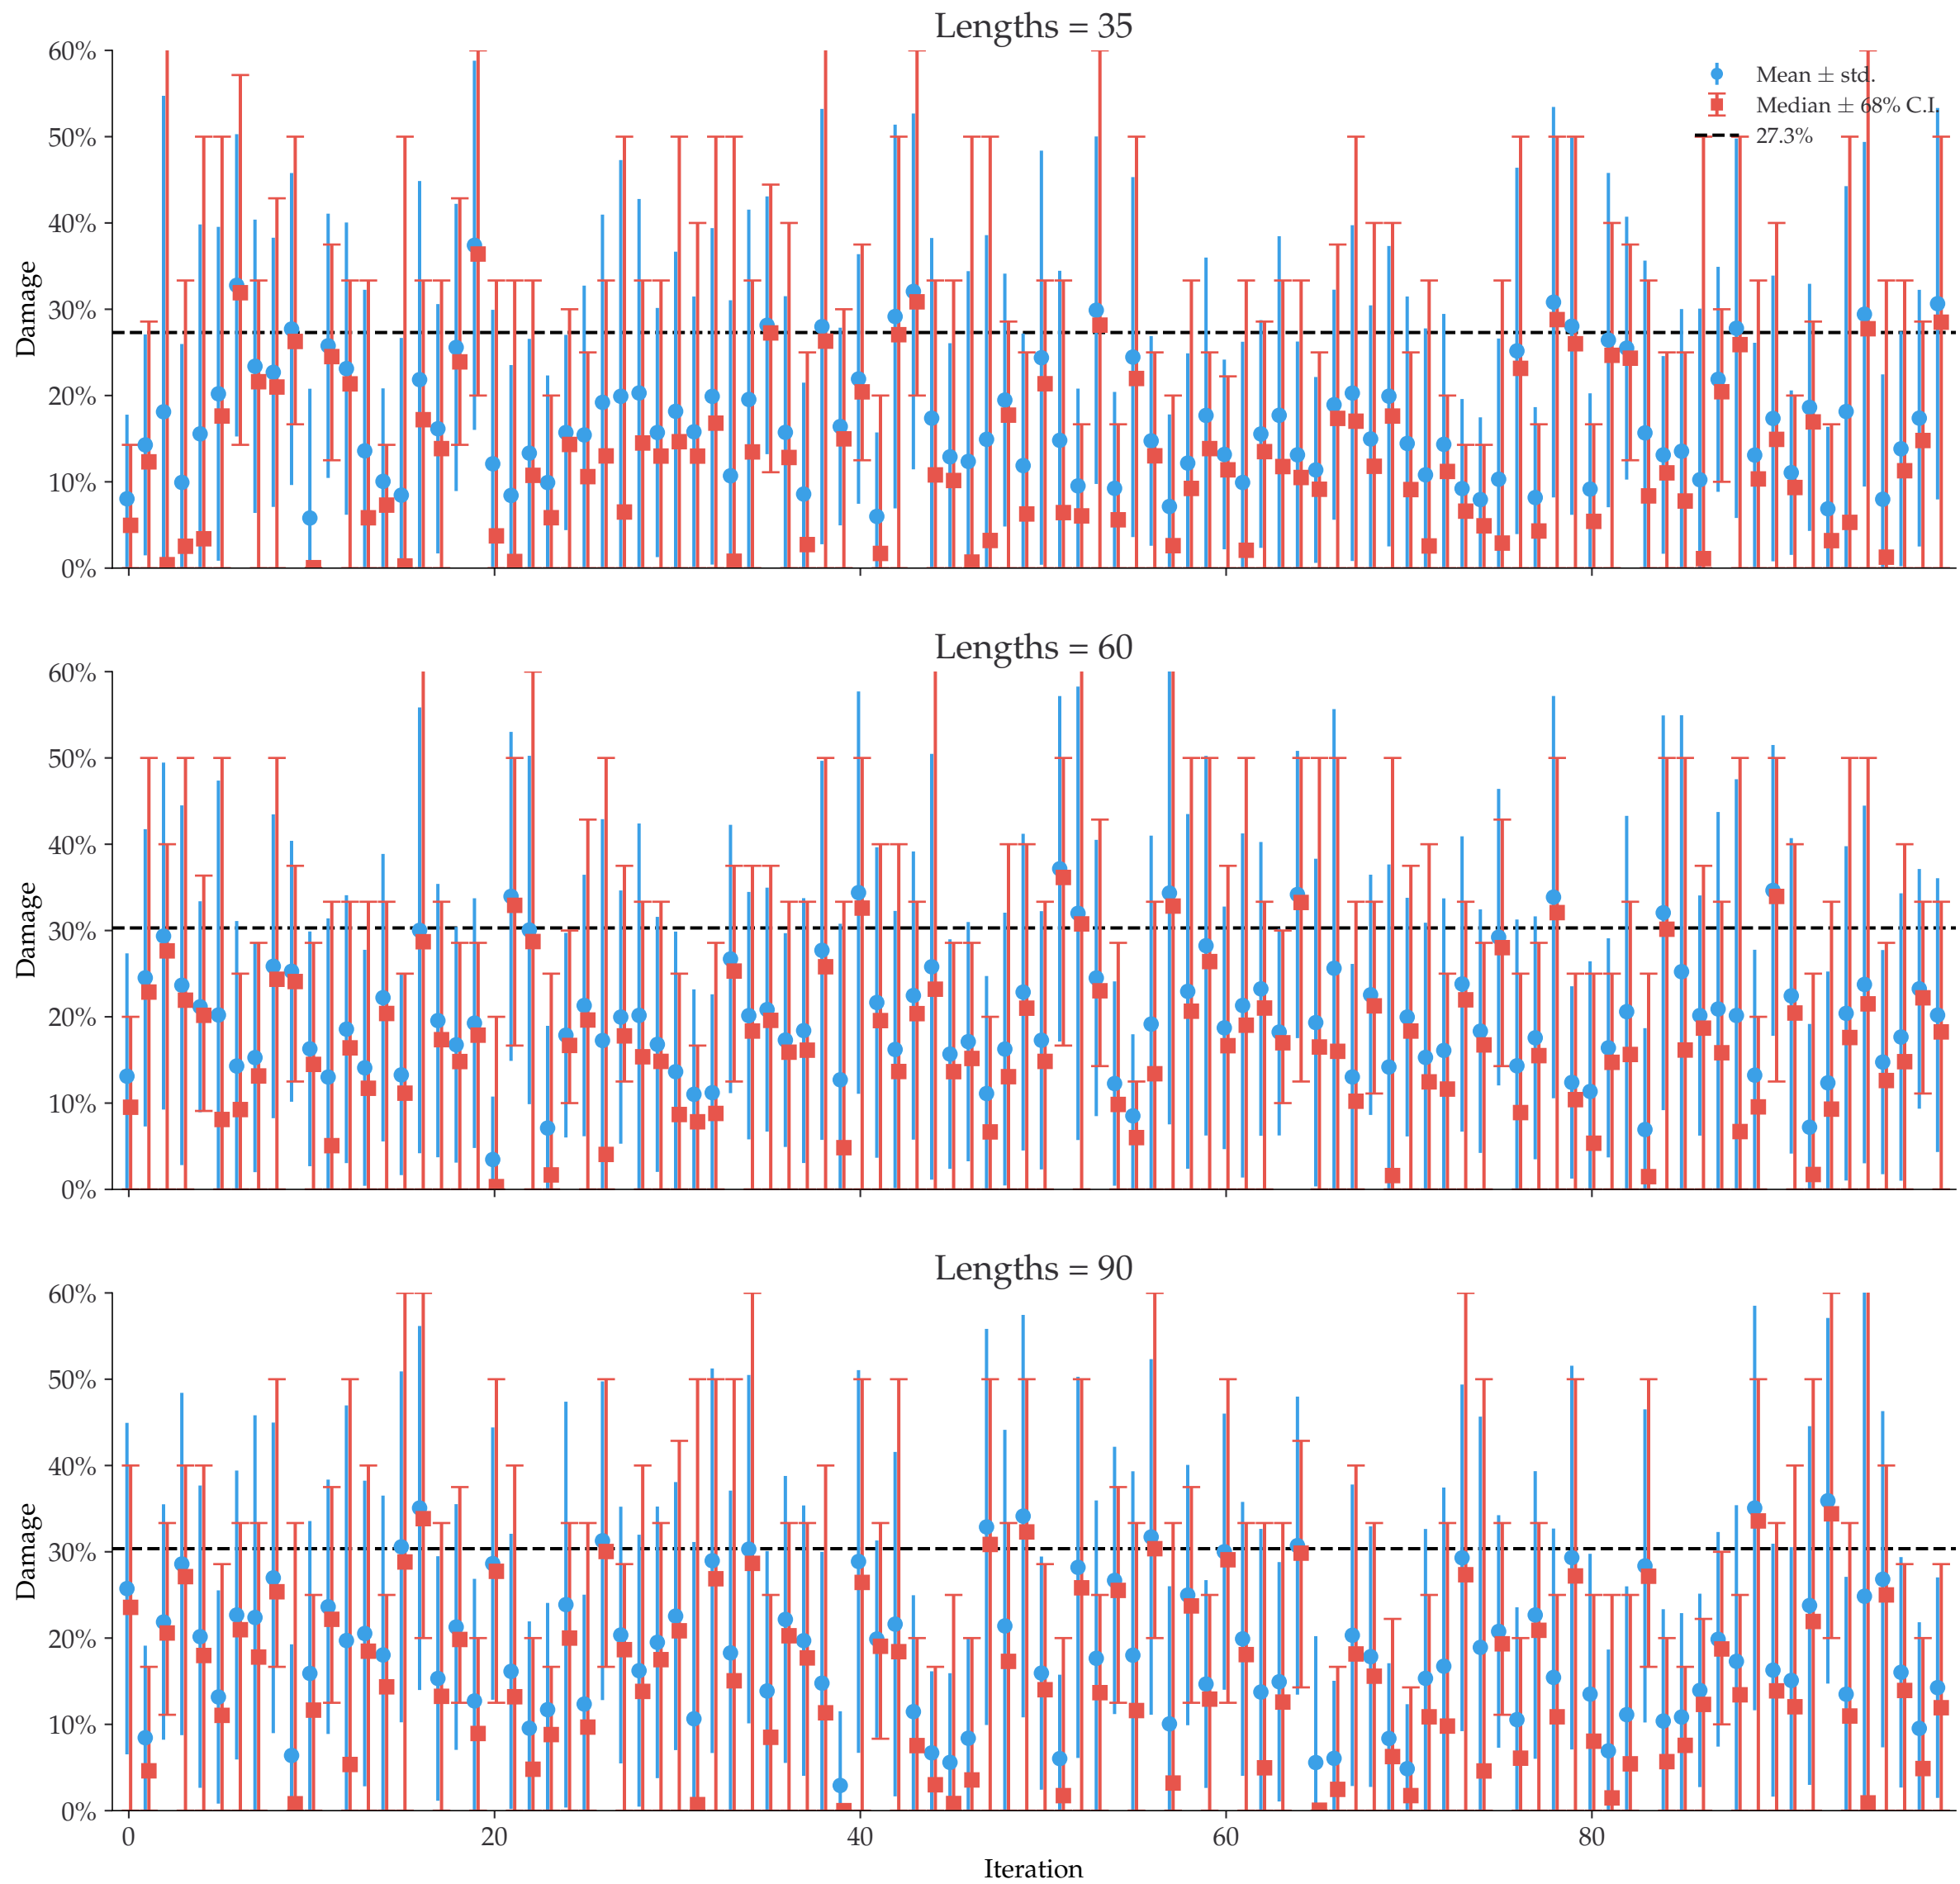 Lengths = 35
60%
50%
40%
30%
20%
10%
0%
Damage
Mean ± std.
Median ± 68% C.I.
27.3%
Lengths = 60
60%
50%
40%
30%
20%
10%
0%
Damage
Lengths = 90
60%
50%
40%
30%
20%
10%
0%
Damage
0 20 40 60 80
Iteration